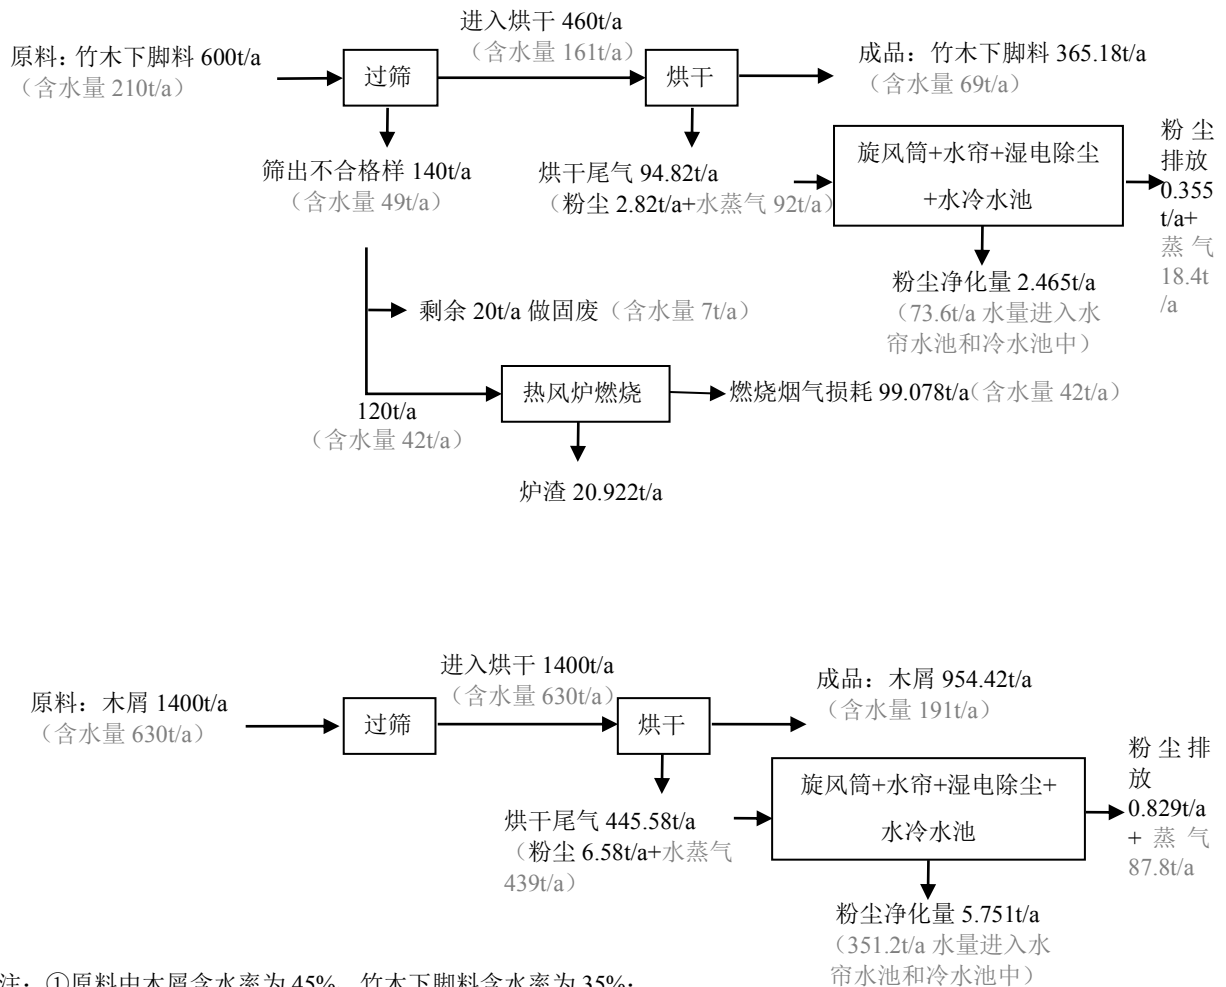 进入烘干 460t/a
（含水量 161t/a）
原料：竹木下脚料 600t/a
（含水量 210t/a）
过筛
烘干
成品：竹木下脚料 365.18t/a
（含水量 69t/a）
筛出不合格样 140t/a
（含水量 49t/a）
烘干尾气 94.82t/a
（粉尘 2.82t/a+水蒸气 92t/a）
旋风筒+水帘+湿电除尘
+水冷水池
粉 尘
排放
0.355
t/a+
蒸 气
18.4t
/a
粉尘净化量 2.465t/a
（73.6t/a 水量进入水
帘水池和冷水池中）
剩余 20t/a 做固废（含水量 7t/a）
120t/a
（含水量 42t/a）
热风炉燃烧
燃烧烟气损耗 99.078t/a（含水量 42t/a）
炉渣 20.922t/a
进入烘干 1400t/a
（含水量 630t/a）
原料：木屑 1400t/a
（含水量 630t/a）
过筛
烘干
成品：木屑 954.42t/a
（含水量 191t/a）
烘干尾气 445.58t/a
（粉尘 6.58t/a+水蒸气
439t/a）
旋风筒+水帘+湿电除尘+
水冷水池
粉 尘 排
放
0.829t/a
+ 蒸 气
87.8t/a
粉尘净化量 5.751t/a
（351.2t/a 水量进入水
帘水池和冷水池中）
注：①原料中木屑含水率为 45%，竹木下脚料含水率为 35%；